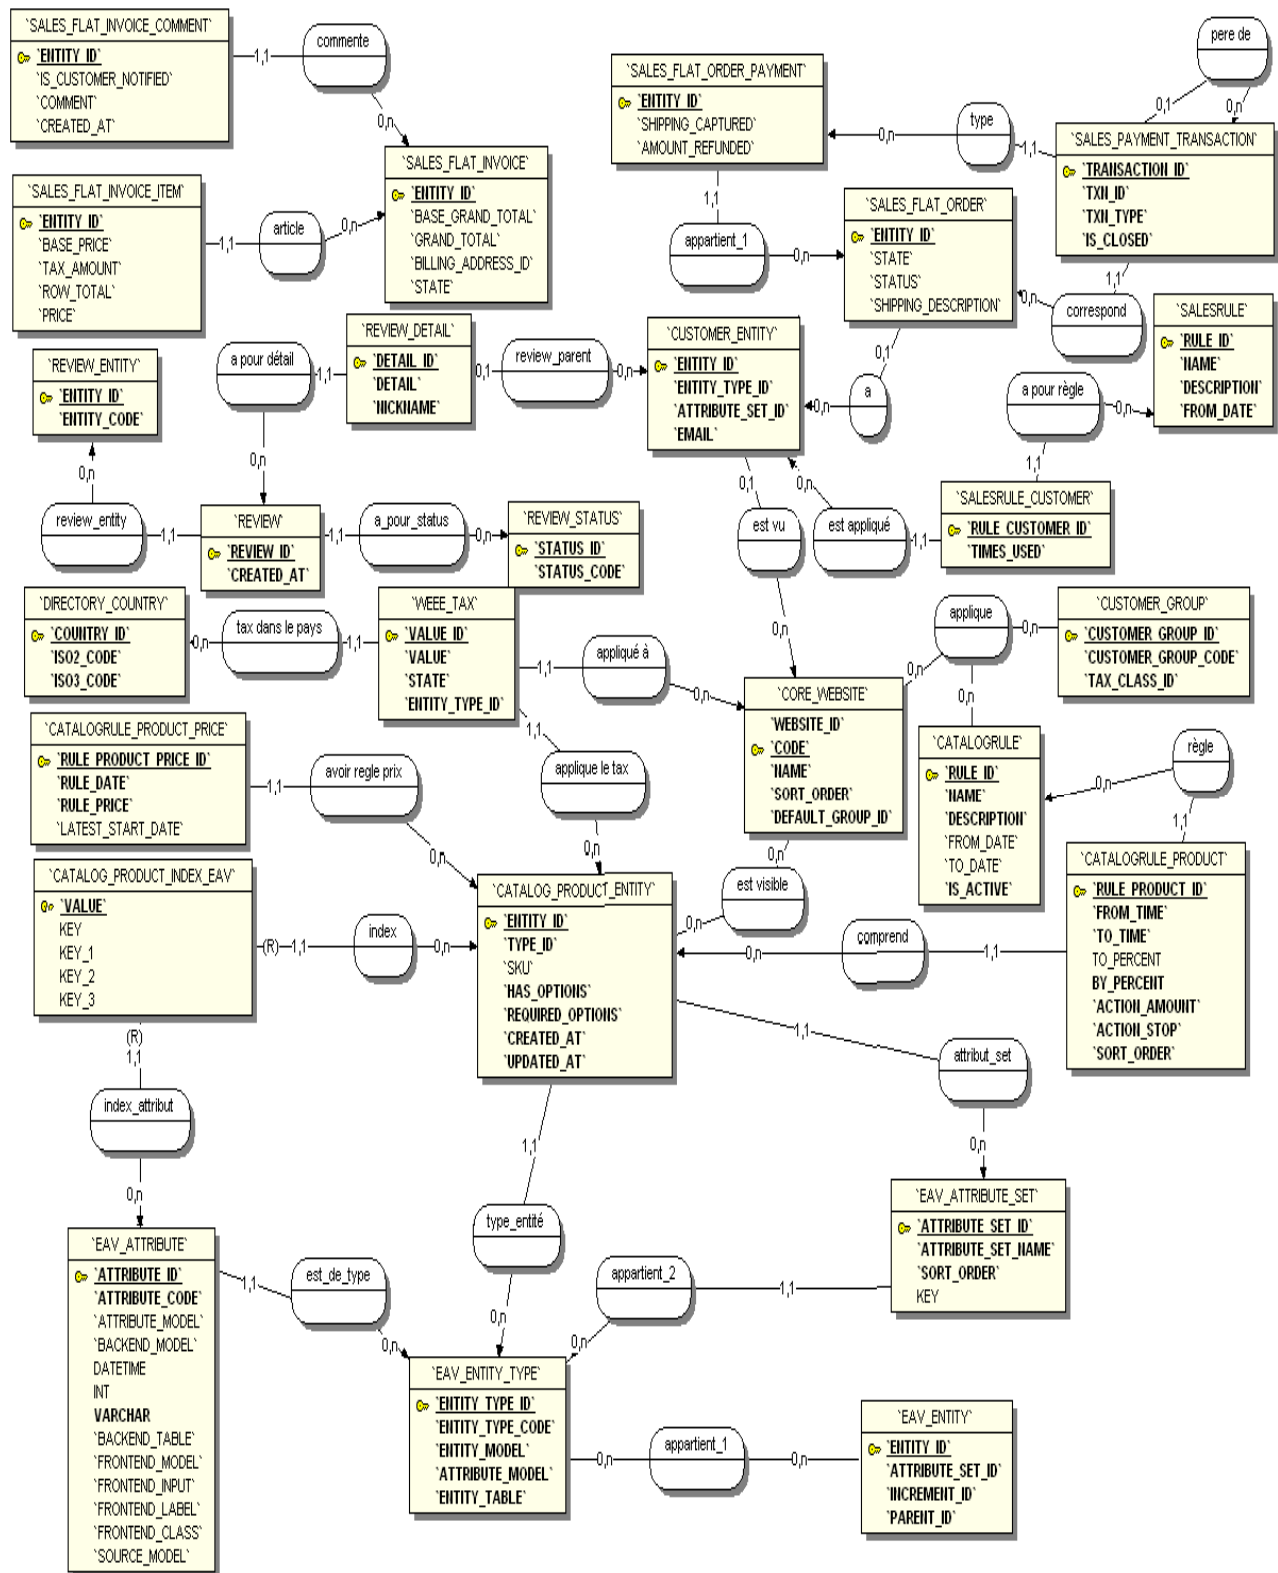 `SALES_FLAT_INVOICE_COMMENT`
`ENTITY_ID`
`IS_CUSTOMER_NOTIFIED`
`COMMENT`
`CREATED_AT`
1,1
commente
0,n
`SALES_FLAT_ORDER_PAYMENT`
`ENTITY_ID`
`SHIPPING_CAPTURED`
`AMOUNT_REFUNDED`
0,n
type
1,1
pere de
0,1
0,n
`SALES_PAYMENT_TRANSACTION`
`TRANSACTION_ID`
`TXN_ID`
`TXN_TYPE`
`IS_CLOSED`
`SALES_FLAT_INVOICE_ITEM`
`ENTITY_ID`
`BASE_PRICE`
`TAX_AMOUNT`
`ROW_TOTAL`
`PRICE`
1,1
article
0,n
`SALES_FLAT_INVOICE`
`ENTITY_ID`
`BASE_GRAND_TOTAL`
`GRAND_TOTAL`
`BILLING_ADDRESS_ID`
`STATE`
1,1
appartient_1
0,n
`SALES_FLAT_ORDER`
`ENTITY_ID`
`STATE`
`STATUS`
`SHIPPING_DESCRIPTION`
0,n
correspond
1,1
`SALESRULE`
`RULE_ID`
`NAME`
`DESCRIPTION`
`FROM_DATE`
`REVIEW_ENTITY`
`ENTITY_ID`
`ENTITY_CODE`
a pour détail
1,1
0,n
`REVIEW_DETAIL`
`DETAIL_ID`
`DETAIL`
`NICKNAME`
0,1
review_parent
0,n
`CUSTOMER_ENTITY`
`ENTITY_ID`
`ENTITY_TYPE_ID`
`ATTRIBUTE_SET_ID`
`EMAIL`
0,1
a
0,n
a pour règle
0,n
1,1
0,n
review_entity
1,1
`REVIEW`
`REVIEW_ID`
`CREATED_AT`
1,1
a_pour_status
0,n
`REVIEW_STATUS`
`STATUS_ID`
`STATUS_CODE`
0,1
est vu
0,n
0,n
est appliqué
1,1
`SALESRULE_CUSTOMER`
`RULE_CUSTOMER_ID`
`TIMES_USED`
`DIRECTORY_COUNTRY`
`COUNTRY_ID`
`ISO2_CODE`
`ISO3_CODE`
0,n
tax dans le pays
1,1
`WEEE_TAX`
`VALUE_ID`
`VALUE`
`STATE`
`ENTITY_TYPE_ID`
1,1
appliqué à
0,n
applique
0,n
0,n
0,n
`CUSTOMER_GROUP`
`CUSTOMER_GROUP_ID`
`CUSTOMER_GROUP_CODE`
`TAX_CLASS_ID`
`CORE_WEBSITE`
`WEBSITE_ID`
`CODE`
`NAME`
`SORT_ORDER`
`DEFAULT_GROUP_ID`
`CATALOGRULE_PRODUCT_PRICE`
`RULE_PRODUCT_PRICE_ID`
`RULE_DATE`
`RULE_PRICE`
`LATEST_START_DATE`
1,1
avoir regle prix
0,n
1,1
applique le tax
0,n
`CATALOGRULE`
`RULE_ID`
`NAME`
`DESCRIPTION`
`FROM_DATE`
`TO_DATE`
`IS_ACTIVE`
règle
0,n
1,1
`CATALOG_PRODUCT_INDEX_EAV`
`VALUE`
KEY
KEY_1
KEY_2
KEY_3
(R)
1,1
index
0,n
`CATALOG_PRODUCT_ENTITY`
`ENTITY_ID`
`TYPE_ID`
`SKU`
`HAS_OPTIONS`
`REQUIRED_OPTIONS`
`CREATED_AT`
`UPDATED_AT`
0,n
est visible
0,n
0,n
comprend
1,1
`CATALOGRULE_PRODUCT`
`RULE_PRODUCT_ID`
`FROM_TIME`
`TO_TIME`
TO_PERCENT
BY_PERCENT
`ACTION_AMOUNT`
`ACTION_STOP`
`SORT_ORDER`
(R)
1,1
index_attribut
0,n
1,1
attribut_set
0,n
1,1
type_entité
0,n
`EAV_ATTRIBUTE_SET`
`ATTRIBUTE_SET_ID`
`ATTRIBUTE_SET_NAME`
`SORT_ORDER`
KEY
`EAV_ATTRIBUTE`
`ATTRIBUTE_ID`
`ATTRIBUTE_CODE`
`ATTRIBUTE_MODEL`
`BACKEND_MODEL`
DATETIME
INT
VARCHAR
`BACKEND_TABLE`
`FRONTEND_MODEL`
`FRONTEND_INPUT`
`FRONTEND_LABEL`
`FRONTEND_CLASS`
`SOURCE_MODEL`
1,1
est_de_type
0,n
appartient_2
1,1
0,n
`EAV_ENTITY_TYPE`
`ENTITY_TYPE_ID`
`ENTITY_TYPE_CODE`
`ENTITY_MODEL`
`ATTRIBUTE_MODEL`
`ENTITY_TABLE`
0,n
appartient_1
0,n
`EAV_ENTITY`
`ENTITY_ID`
`ATTRIBUTE_SET_ID`
`INCREMENT_ID`
`PARENT_ID`